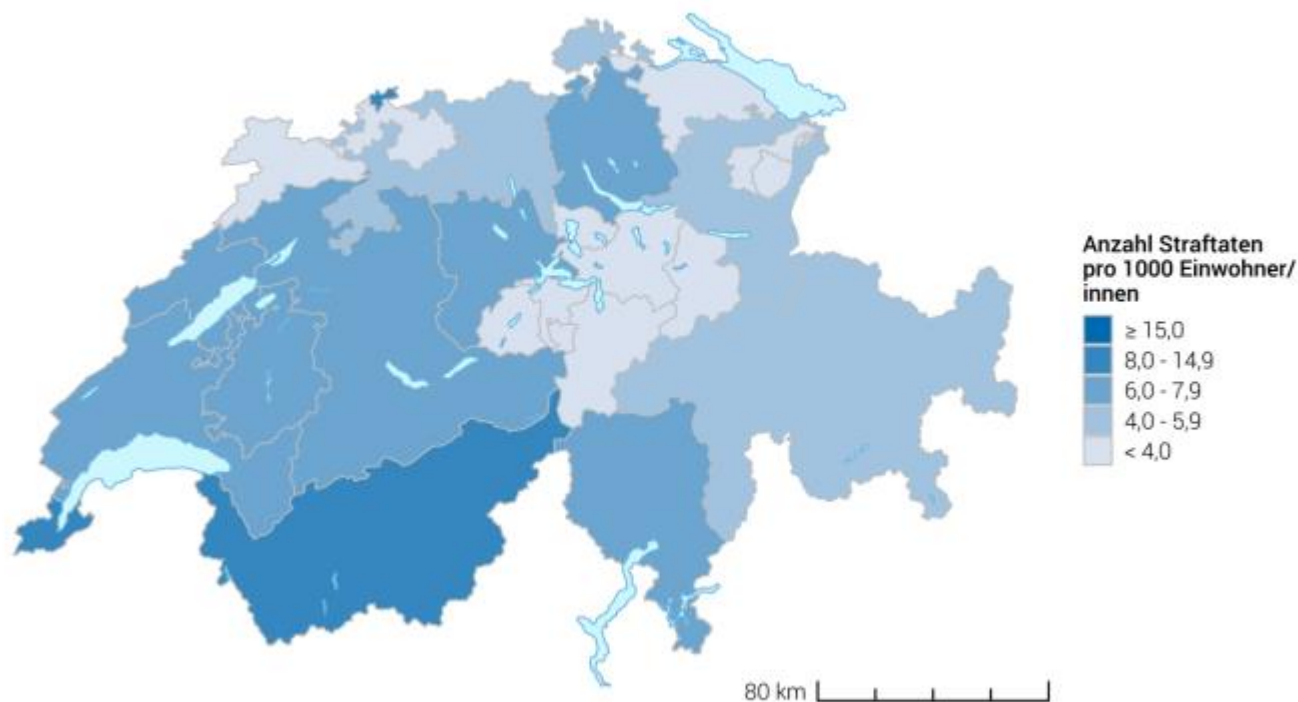 Anzahl Straftaten
pro 1000 Einwohner/
innen
≥ 15,0
8,0 - 14,9
6,0 - 7,9
4,0 - 5,9
< 4,0
80 km